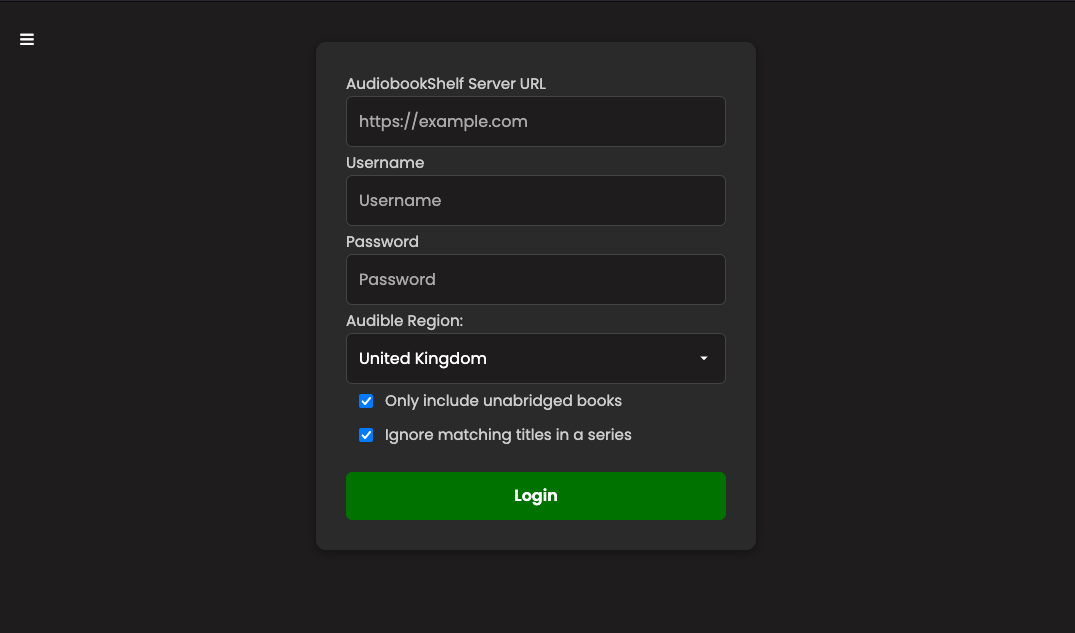 AudiobookShelf Server URL
https://example.com
Username
Username
Password
Password
Audible Region:
United Kingdom
Only include unabridged books
Ignore matching titles in a series
Login